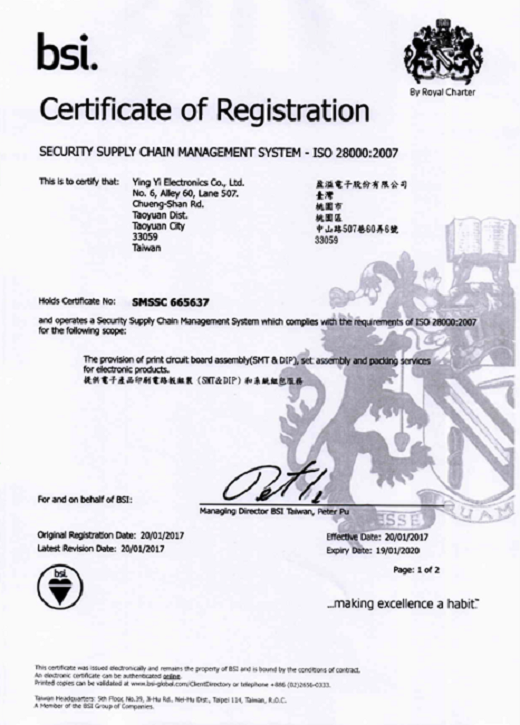 bsi.
By Royal Charter
Certificate of Registration
SECURITY SUPPLY CHAIN MANAGEMENT SYSTEM - ISO 28000:2007
This is to certify that:
Ying Yi Electronics Co., Ltd.
No. 6, Alley 60, Lane 507.
Chueng-Shan Rd.
Taoyuan Dist.
Taoyuan City
33059
Taiwan
盈溢電子股份有限公司
臺灣
桃園市
桃園區
中山路507巷60弄6號
33059
Holds Certificate No: SMSSC 665637
and operates a Security Supply Chain Management System which complies with the requirements of ISO 28000:2007
for the following scope:
The provision of print circuit board assembly(SMT & DIP), set assembly and packing services
for electronic products.
提供電子產品印刷電路板組裝 (SMT&DIP) 和系統組包服務
For and on behalf of BSI:
Managing Director BSI Taiwan, Peter Pu
Original Registration Date: 20/01/2017
Effective Date: 20/01/2017
Latest Revision Date: 20/01/2017
Expiry Date: 19/01/2020
Page: 1 of 2
bsi.
...making excellence a habit.™
This certificate was issued electronically and remains the property of BSI and is bound by the conditions of contract.
An electronic certificate can be authenticated online.
Printed copies can be validated at www.bsi-global.com/ClientDirectory or telephone +886 (02)2656-0333.
Taiwan Headquarters: 5th Floor, No.39, Ji-Hu Rd., Nei-Hu Dist., Taipei 114, Taiwan, R.O.C.
A Member of the BSI Group of Companies.